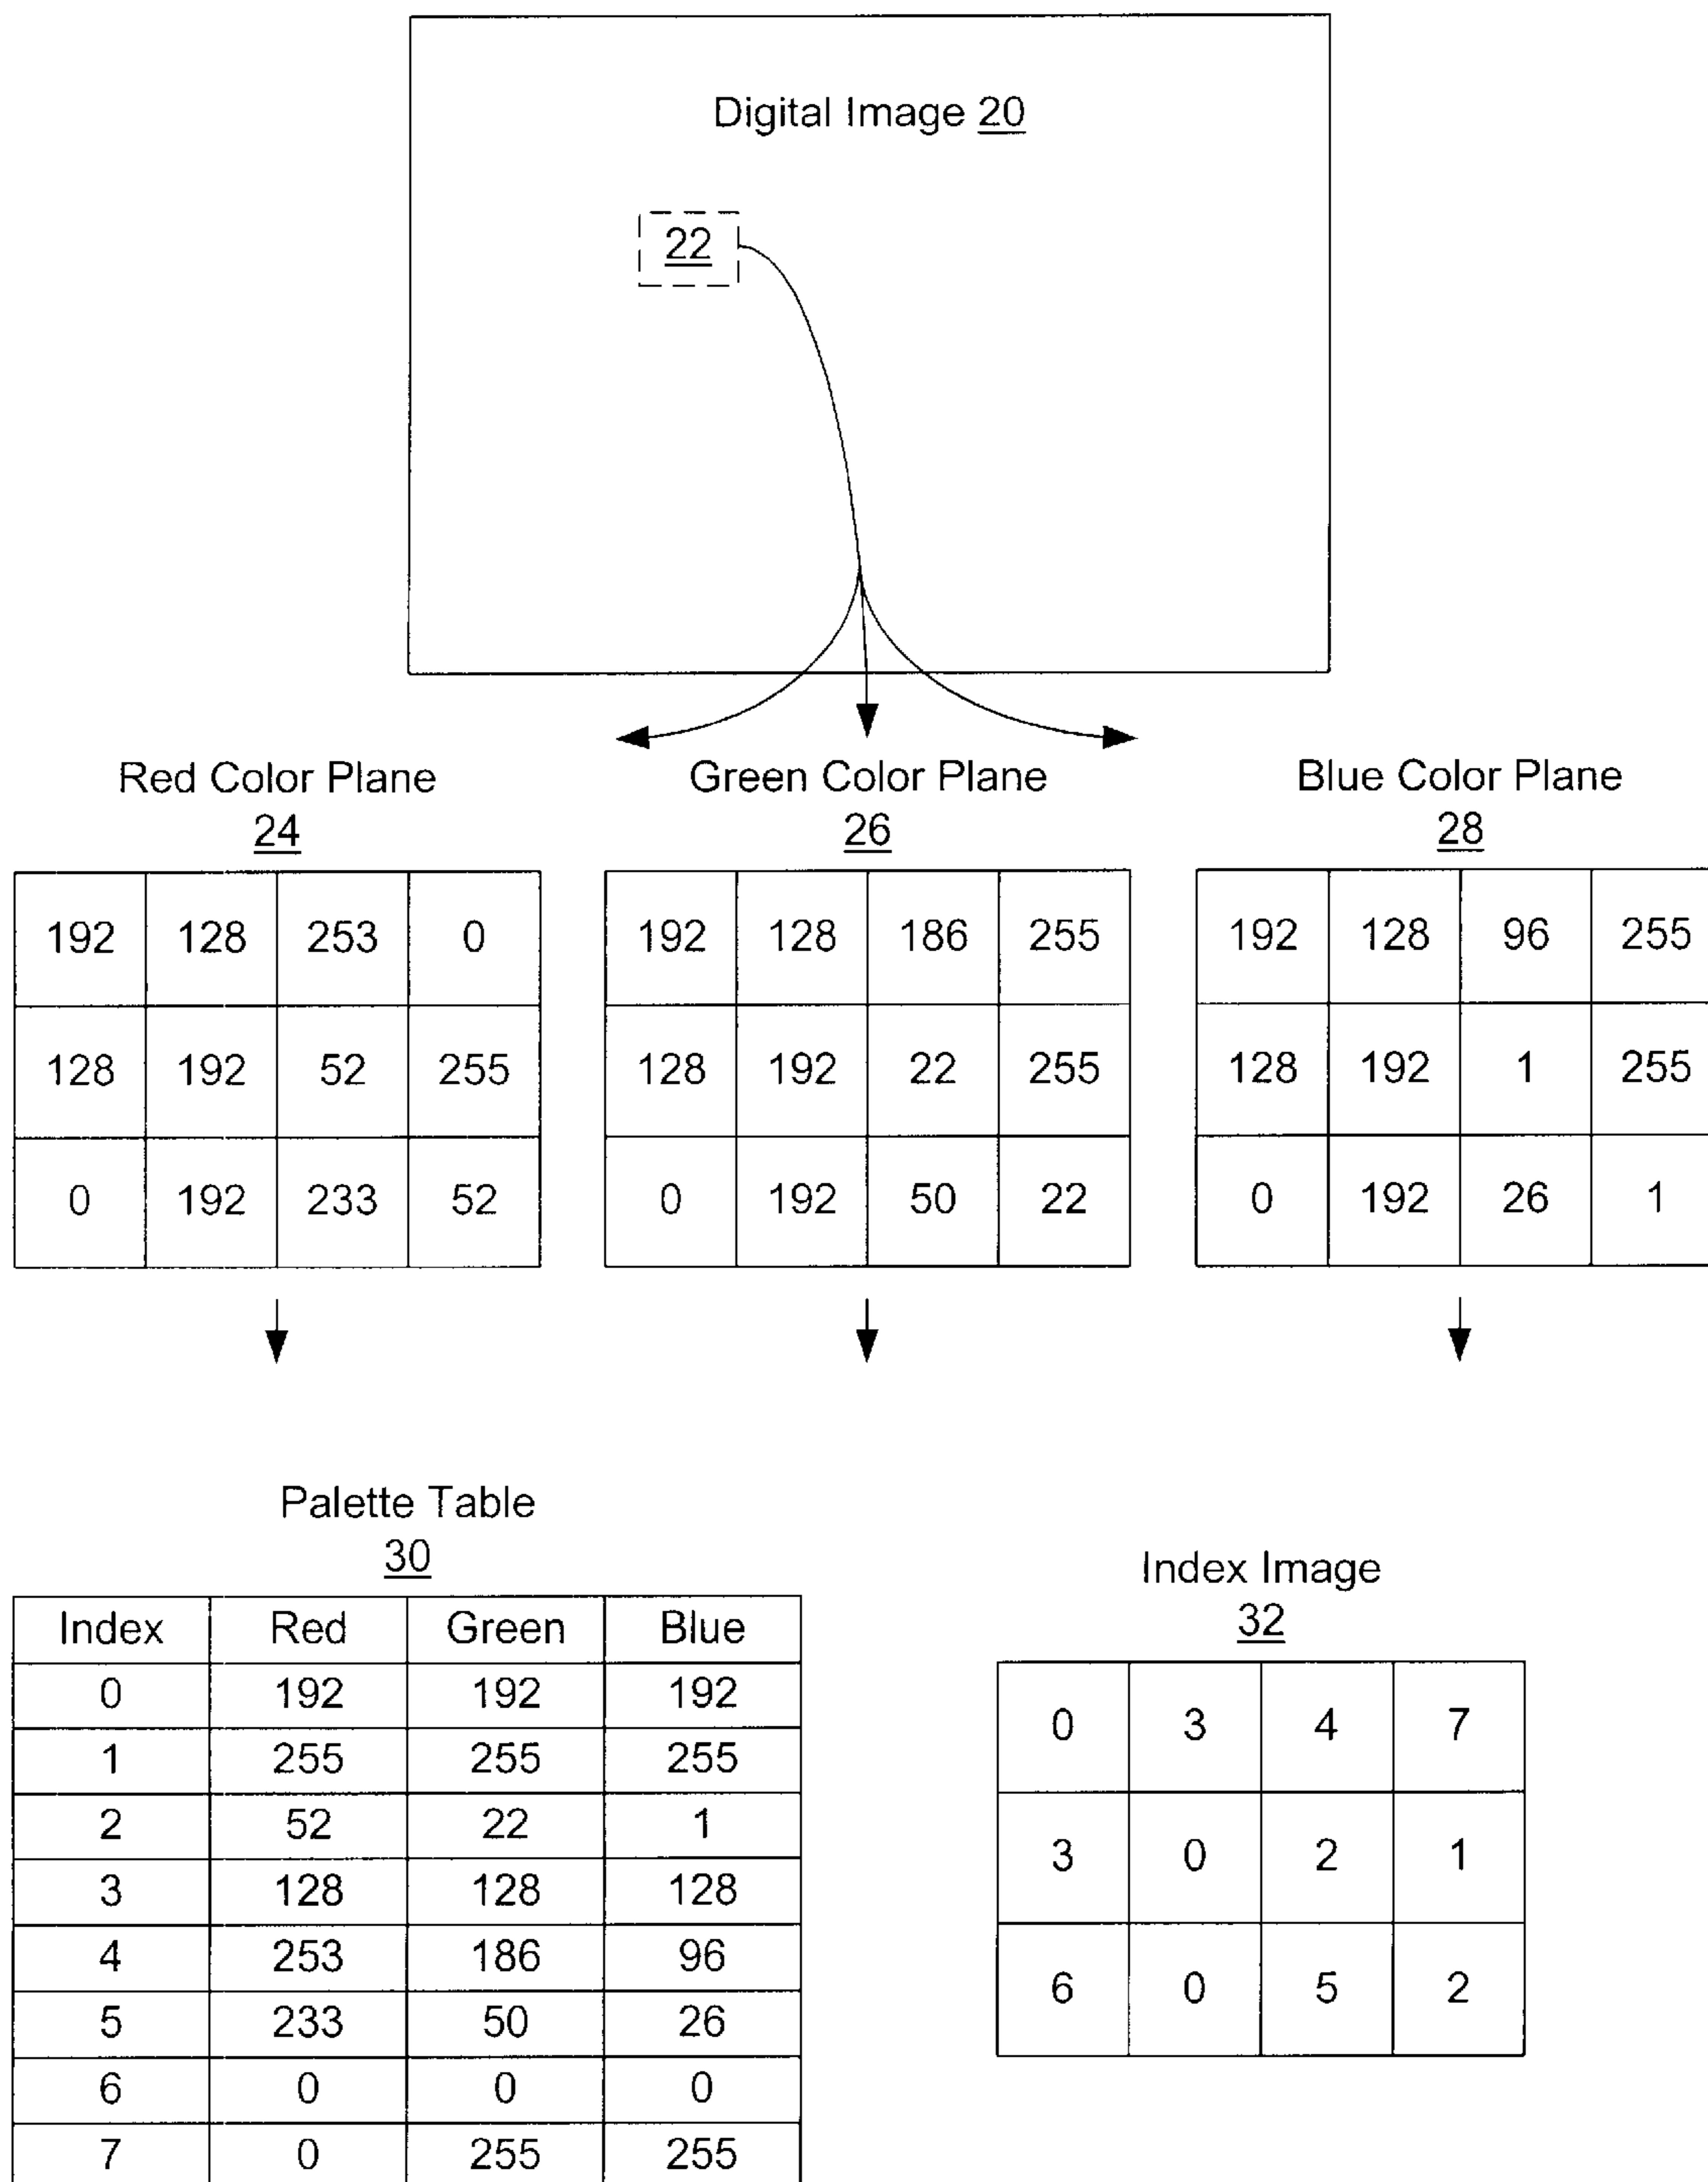 Digital Image 20
22
Red Color Plane
24
192 128 253 0
128 192 52 255
0 192 233 52
Green Color Plane
26
192 128 186 255
128 192 22 255
0 192 50 22
Blue Color Plane
28
192 128 96 255
128 192 1 255
0 192 26 1
Palette Table
30
Index Red Green Blue
0 192 192 192
1 255 255 255
2 52 22 1
3 128 128 128
4 253 186 96
5 233 50 26
6 0 0 0
7 0 255 255
Index Image
32
0 3 4 7
3 0 2 1
6 0 5 2